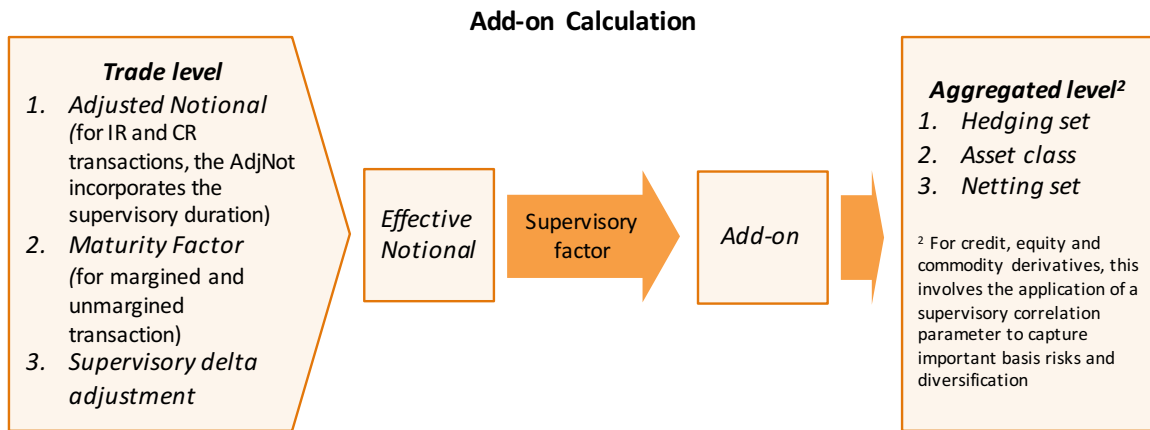 Add-on Calculation
Trade level
1. Adjusted Notional
(for IR and CR
transactions, the AdjNot
incorporates the
supervisory duration)
2. Maturity Factor
(for margined and
unmargined
transaction)
3. Supervisory delta
adjustment
Effective
Notional
Supervisory
factor
Add-on
Aggregated level²
1. Hedging set
2. Asset class
3. Netting set
² For credit, equity and
commodity derivatives, this
involves the application of a
supervisory correlation
parameter to capture
important basis risks and
diversification